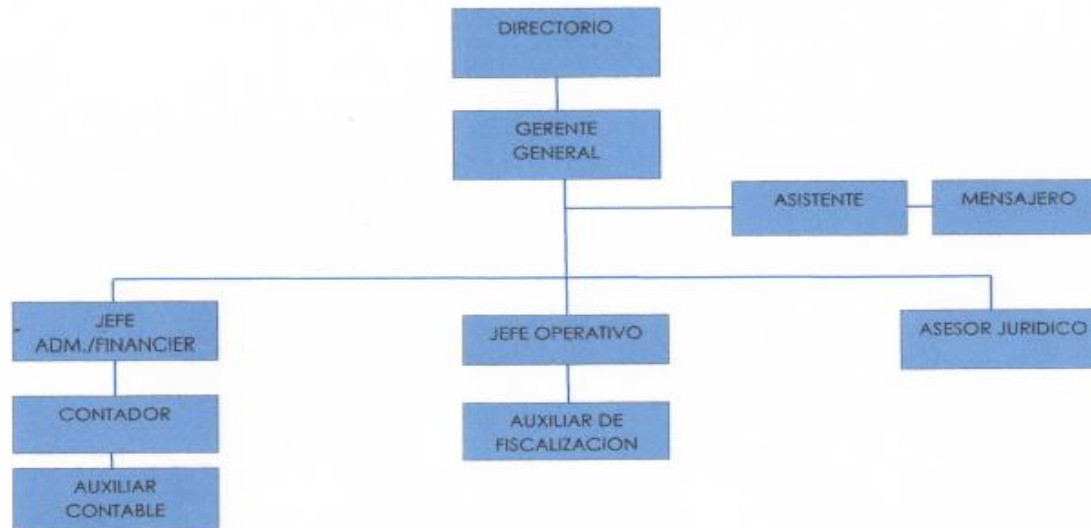 DIRECTORIO
GERENTE
GENERAL
ASISTENTE
MENSAJERO
JEFE
ADM./FINANCIER
JEFE OPERATIVO
ASESOR JURIDICO
CONTADOR
AUXILIAR DE
FISCALIZACION
AUXILIAR
CONTABLE